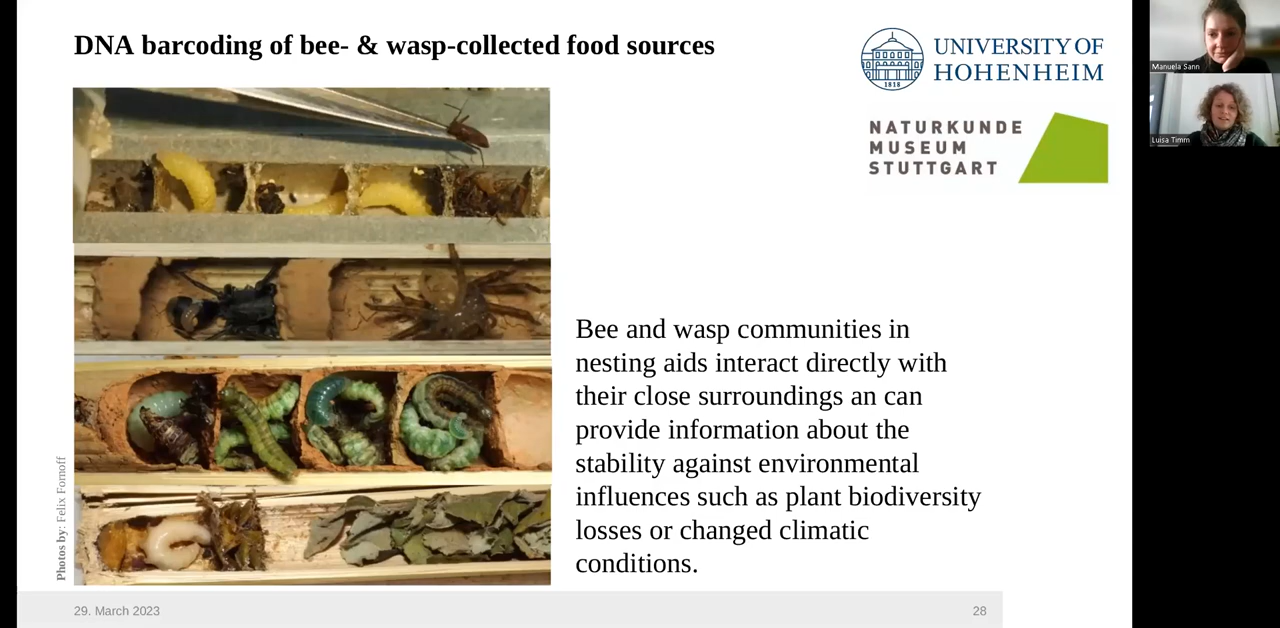 DNA barcoding of bee- & wasp-collected food sources
UNIVERSITY OF
HOHENHEIM
1818
NATURKUNDE
MUSEUM
STUTTGART
Manuela Sann
Luisa Timm
Bee and wasp communities in
nesting aids interact directly with
their close surroundings an can
provide information about the
stability against environmental
influences such as plant biodiversity
losses or changed climatic
conditions.
Photos by: Felix Fornoff
29. March 2023
28